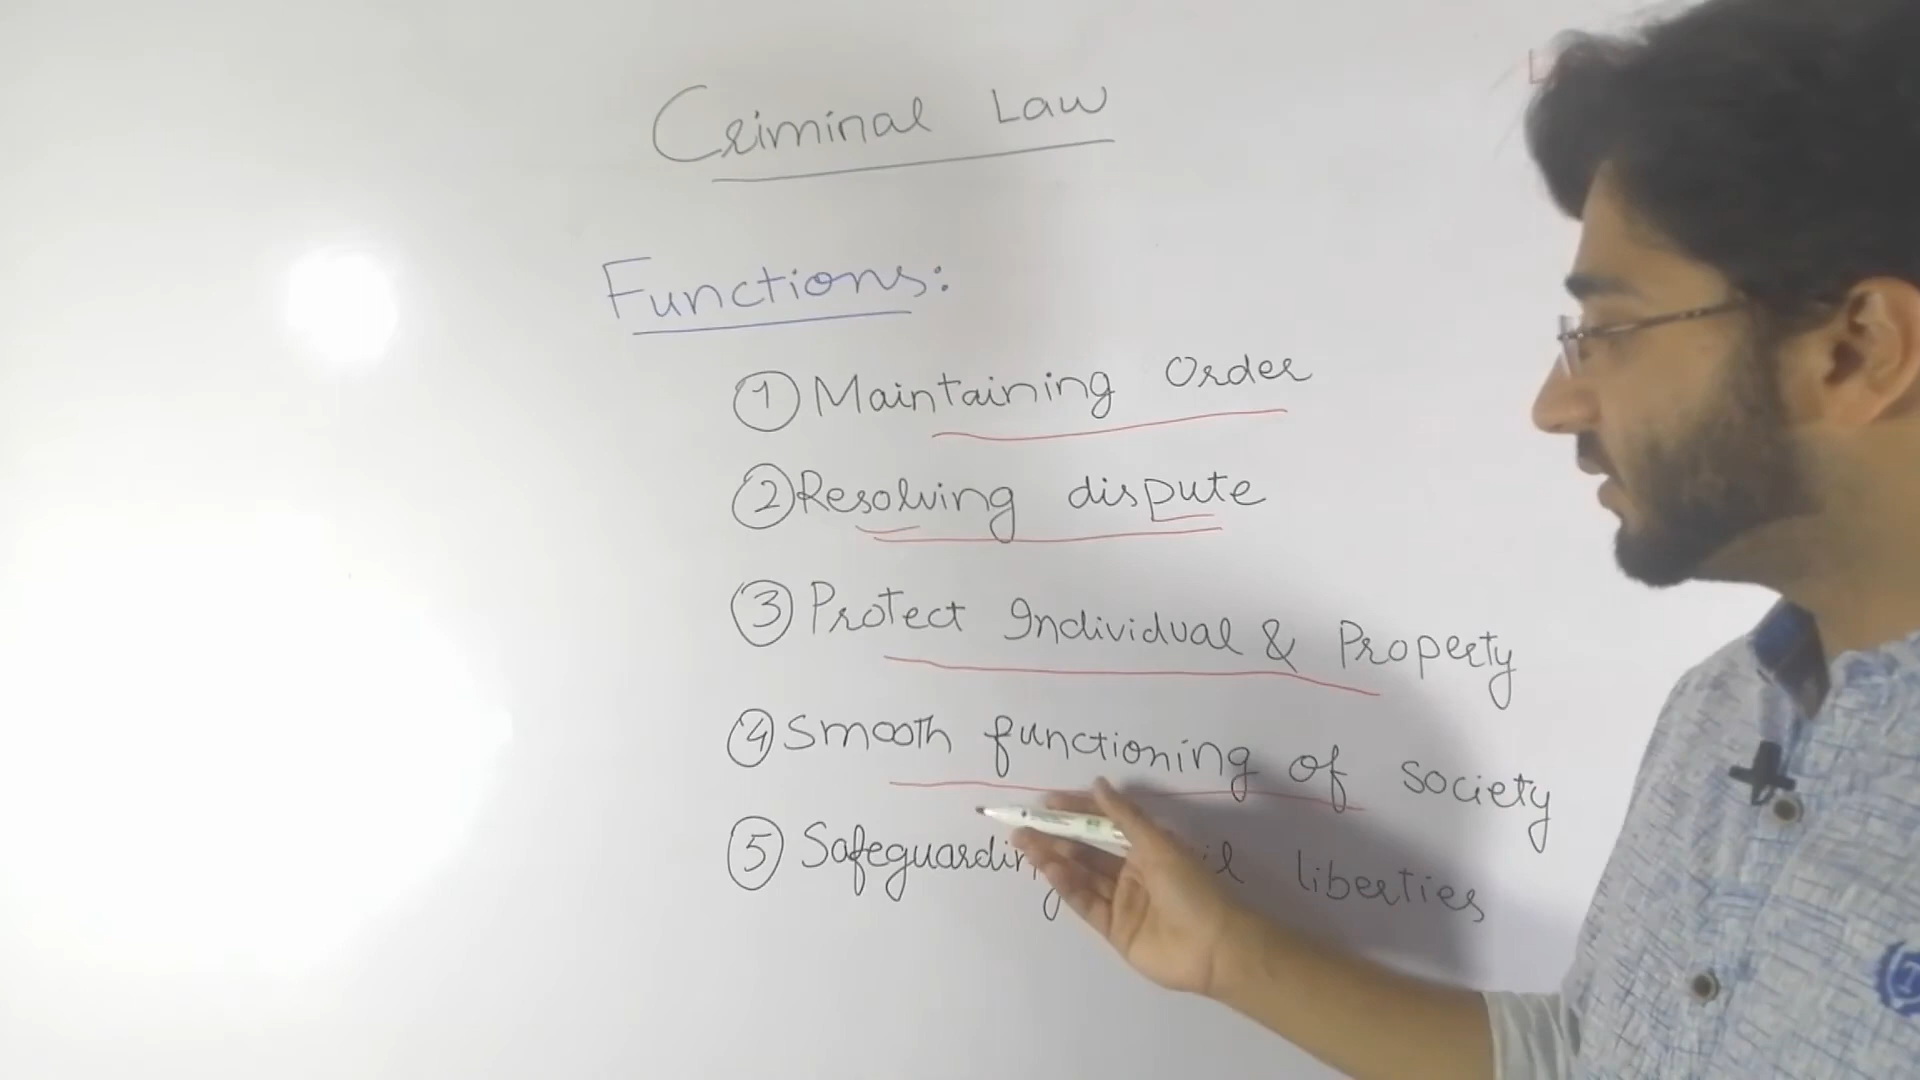 Criminal Law
Functions:
1 Maintaining Order
2 Resolving dispute
3 Protect Individual & Property
4 Smooth functioning of society
5 Safeguarding liberties